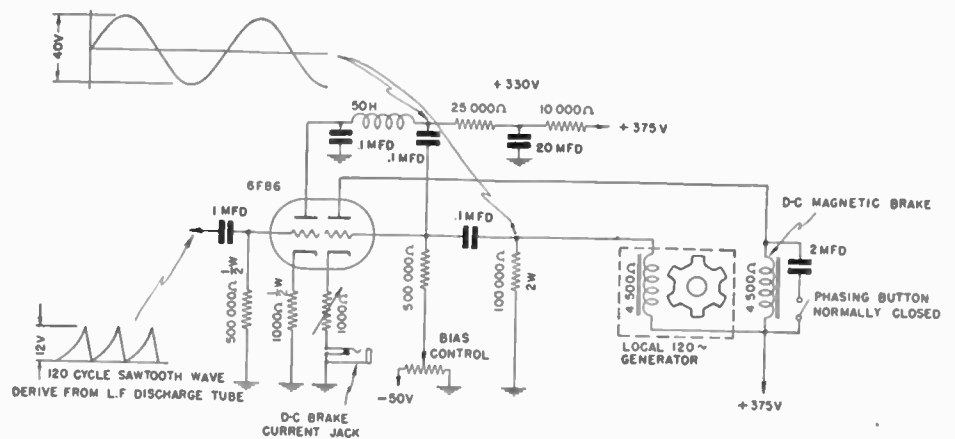 40V
+330V
50H
25 000Ω
10 000Ω
+375V
.1MFD
.1MFD
20 MFD
6F86
D-C MAGNETIC BRAKE
1 MFD
.1MFD
2MFD
500 000Ω ½W
1000Ω ½W
1000Ω
500 000Ω
100 000Ω
2W
4 500Ω
4 500Ω
PHASING BUTTON
NORMALLY CLOSED
12V
BIAS
CONTROL
LOCAL 120~
GENERATOR
120 CYCLE SAWTOOTH WAVE
DERIVE FROM L.F DISCHARGE TUBE
-50V
+375V
D-C BRAKE
CURRENT JACK